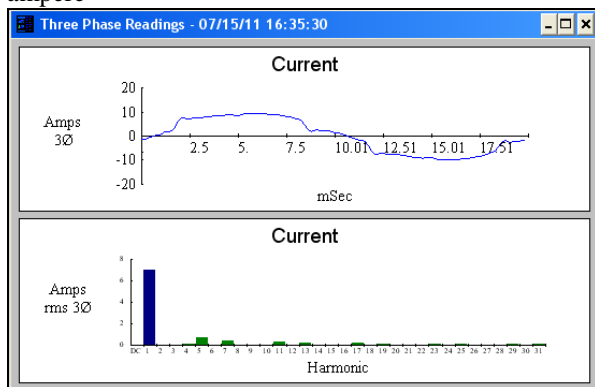 ampere
Three Phase Readings - 07/15/11 16:35:30
Current
20
10
0
-10
-20
Amps
3Ø
2.5 5. 7.5 10.01 12.51 15.01 17.51
mSec
Current
8
6
4
2
0
Amps
rms 3Ø
DC 1 2 3 4 5 6 7 8 9 10 11 12 13 14 15 16 17 18 19 20 21 22 23 24 25 26 27 28 29 30 31
Harmonic